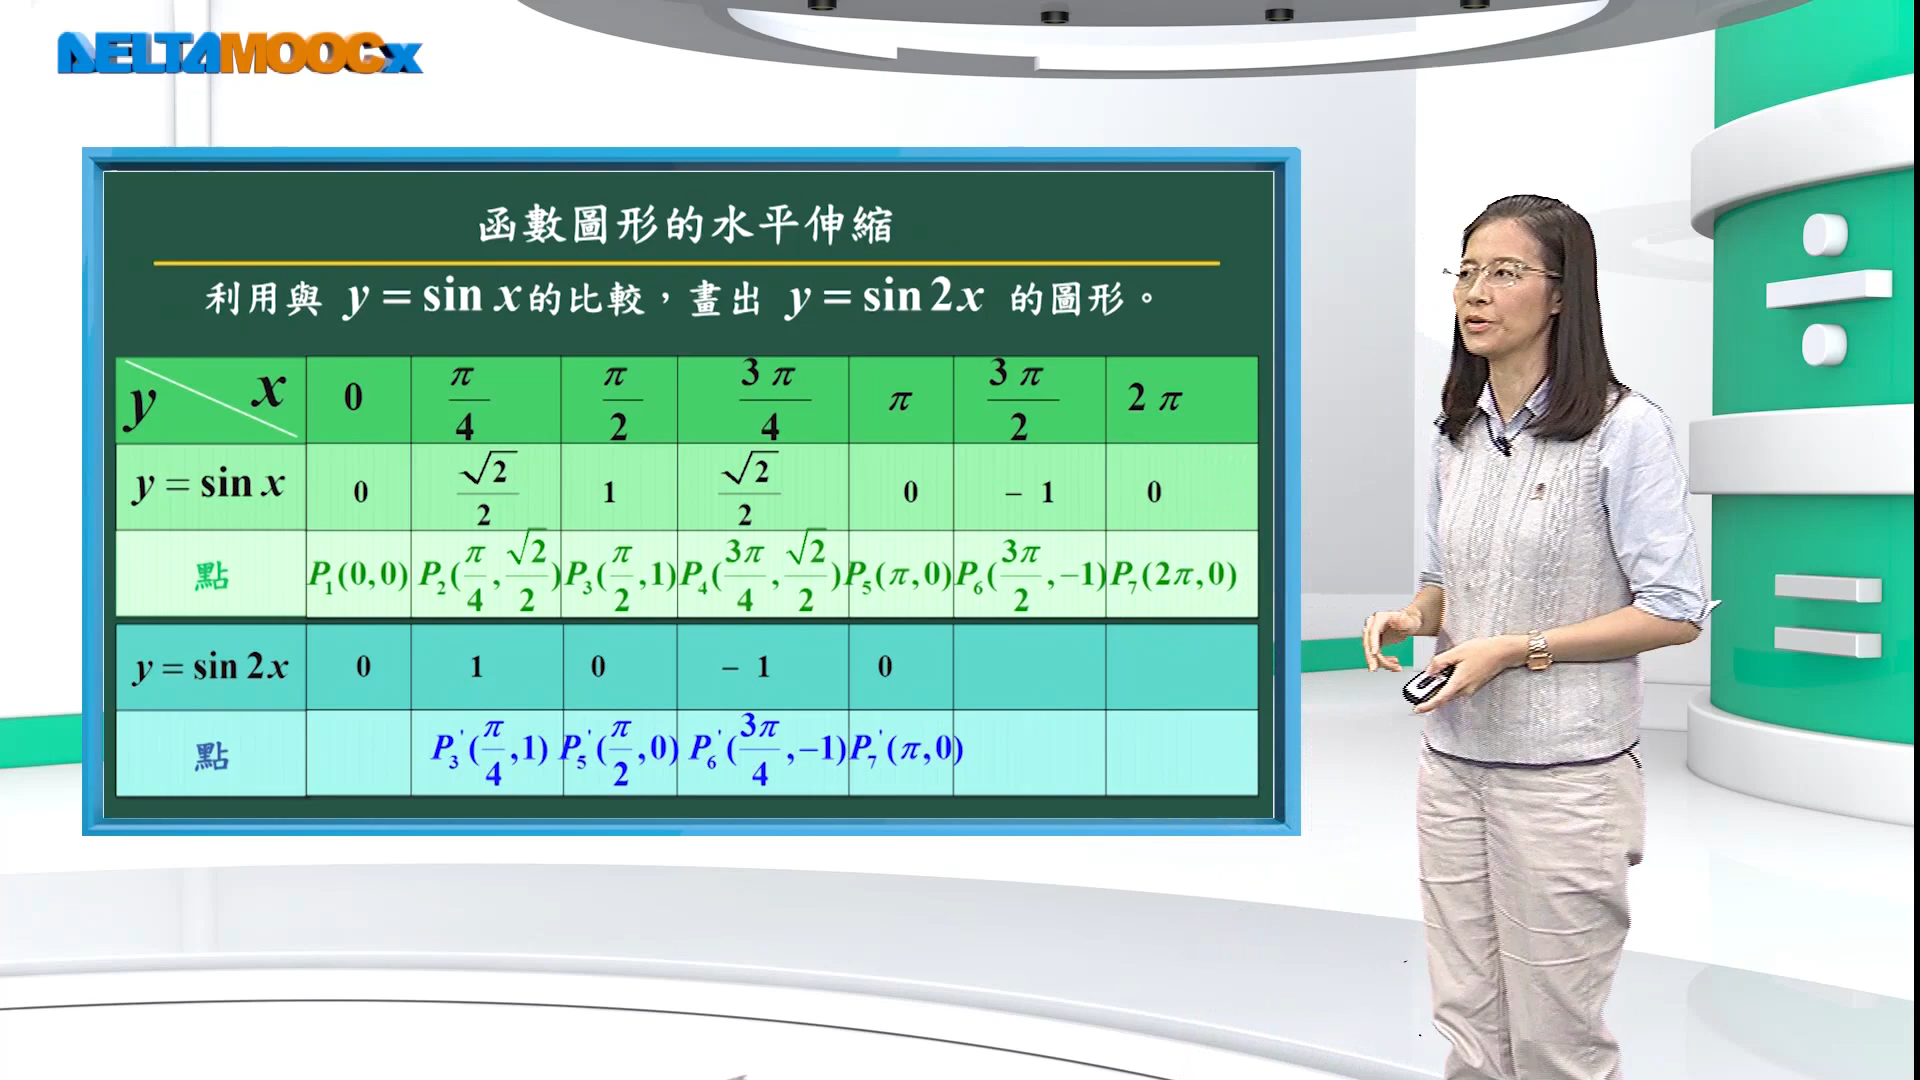 DELTAMOOCx
函數圖形的水平伸縮
利用與 y = sin x的比較，畫出 y = sin 2x 的圖形。
y x 0 π/4 π/2 3π/4 π 3π/2 2π
y = sin x 0 √2/2 1 √2/2 0 – 1 0
點 P₁(0,0) P₂(π/4, √2/2) P₃(π/2,1) P₄(3π/4, √2/2) P₅(π,0) P₆(3π/2,–1) P₇(2π,0)
y = sin 2x 0 1 0 – 1 0
點 P₃'(π/4,1) P₅'(π/2,0) P₆'(3π/4,–1) P₇'(π,0)